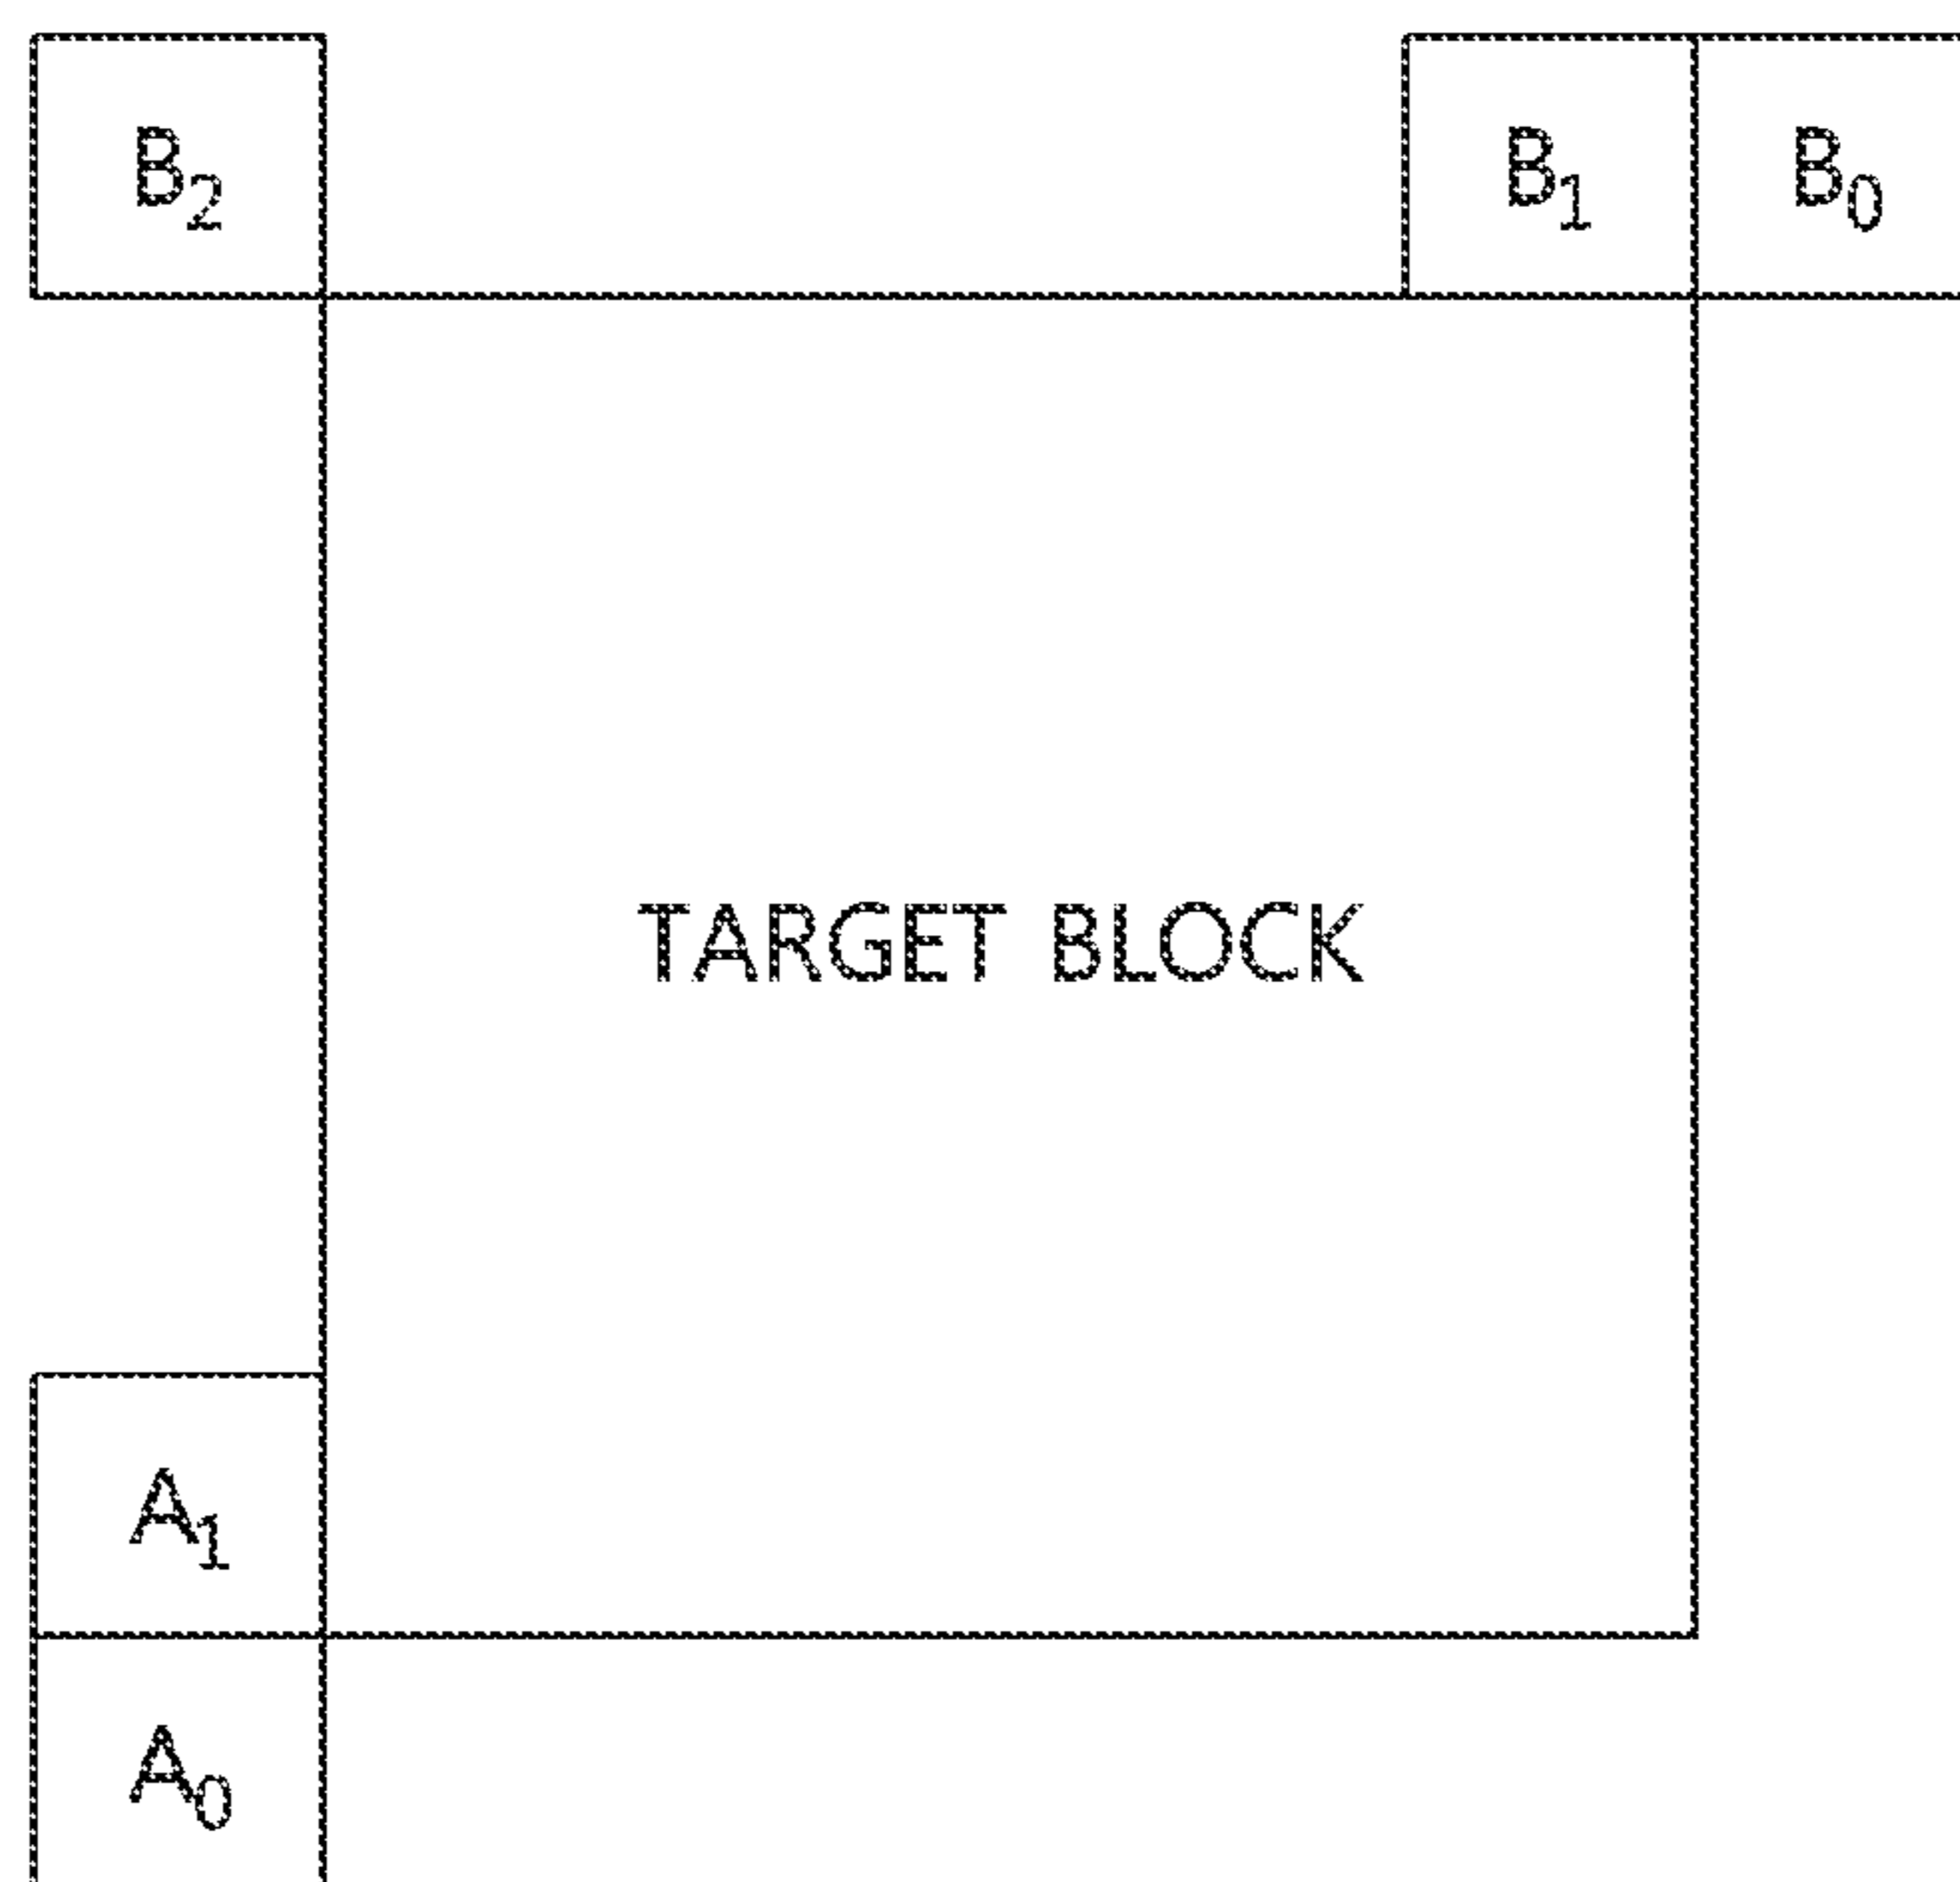 B₂
B₁ B₀
TARGET BLOCK
A₁
A₀